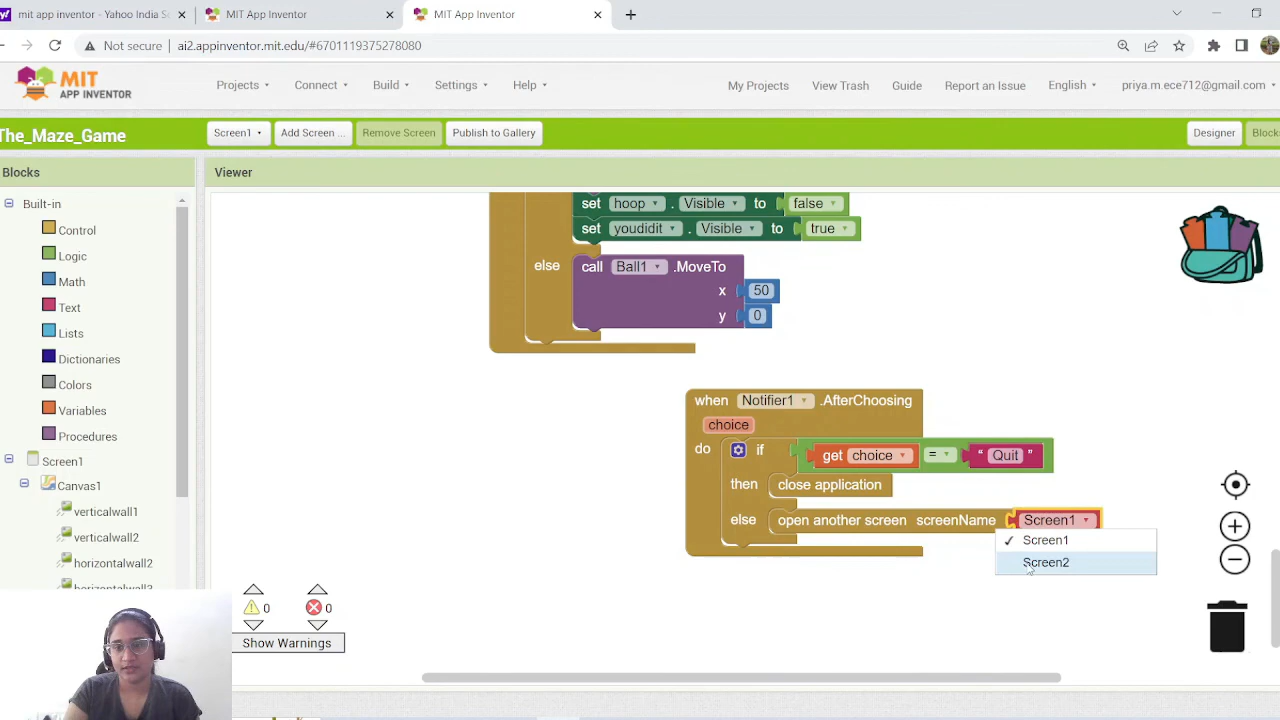 mit app inventor - Yahoo India S
MIT App Inventor
MIT App Inventor
Not secure
ai2.appinventor.mit.edu/#6701119375278080
MIT
APP INVENTOR
Projects
Connect
Build
Settings
Help
My Projects
View Trash
Guide
Report an Issue
English
priya.m.ece712@gmail.com
The_Maze_Game
Screen1
Add Screen ...
Remove Screen
Publish to Gallery
Designer
Block
Blocks
Viewer
Built-in
Control
Logic
Math
Text
Lists
Dictionaries
Colors
Variables
Procedures
Screen1
Canvas1
verticalwall1
verticalwall2
horizontalwall2
horizontalwall3
set hoop . Visible to false
set youdidit . Visible to true
else call Ball1 .MoveTo
x 50
y 0
when Notifier1 .AfterChoosing
choice
do if get choice = “ Quit ”
then close application
else open another screen screenName Screen1
✓ Screen1
Screen2
0
0
Show Warnings